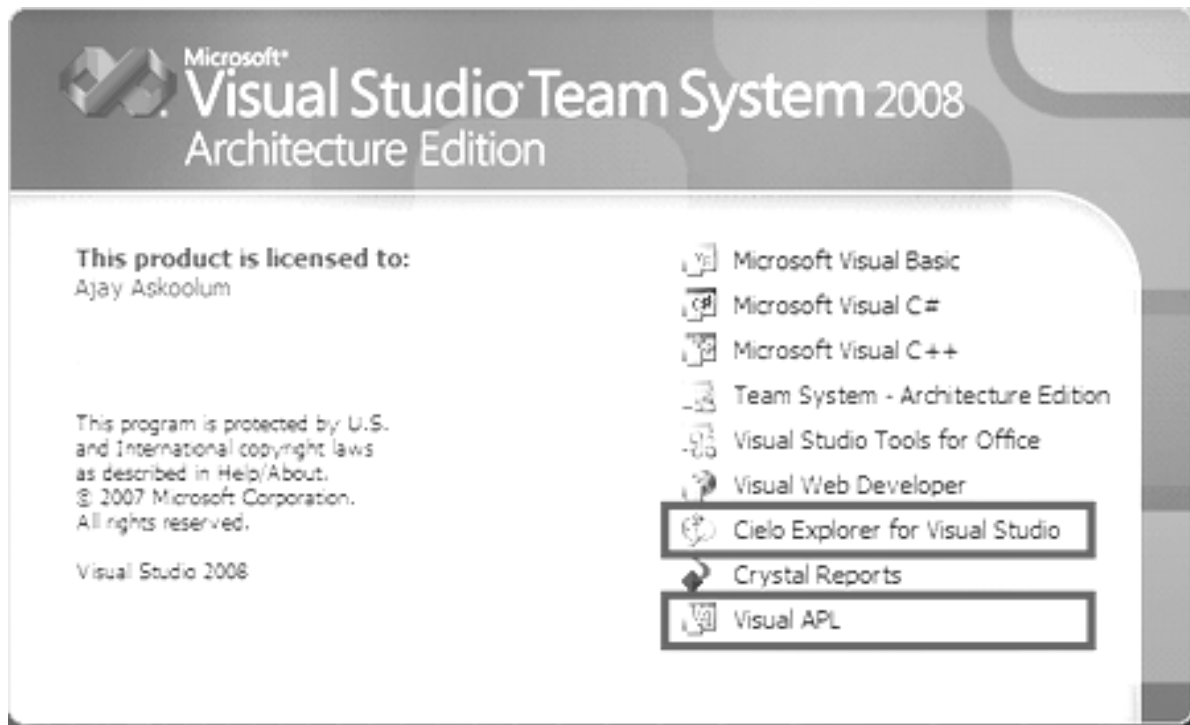 Microsoft®
Visual Studio Team System 2008
Architecture Edition
This product is licensed to:
Ajay Askoolum
This program is protected by U.S.
and International copyright laws
as described in Help/About.
© 2007 Microsoft Corporation.
All rights reserved.
Visual Studio 2008
Microsoft Visual Basic
Microsoft Visual C#
Microsoft Visual C++
Team System - Architecture Edition
Visual Studio Tools for Office
Visual Web Developer
Cielo Explorer for Visual Studio
Crystal Reports
Visual APL